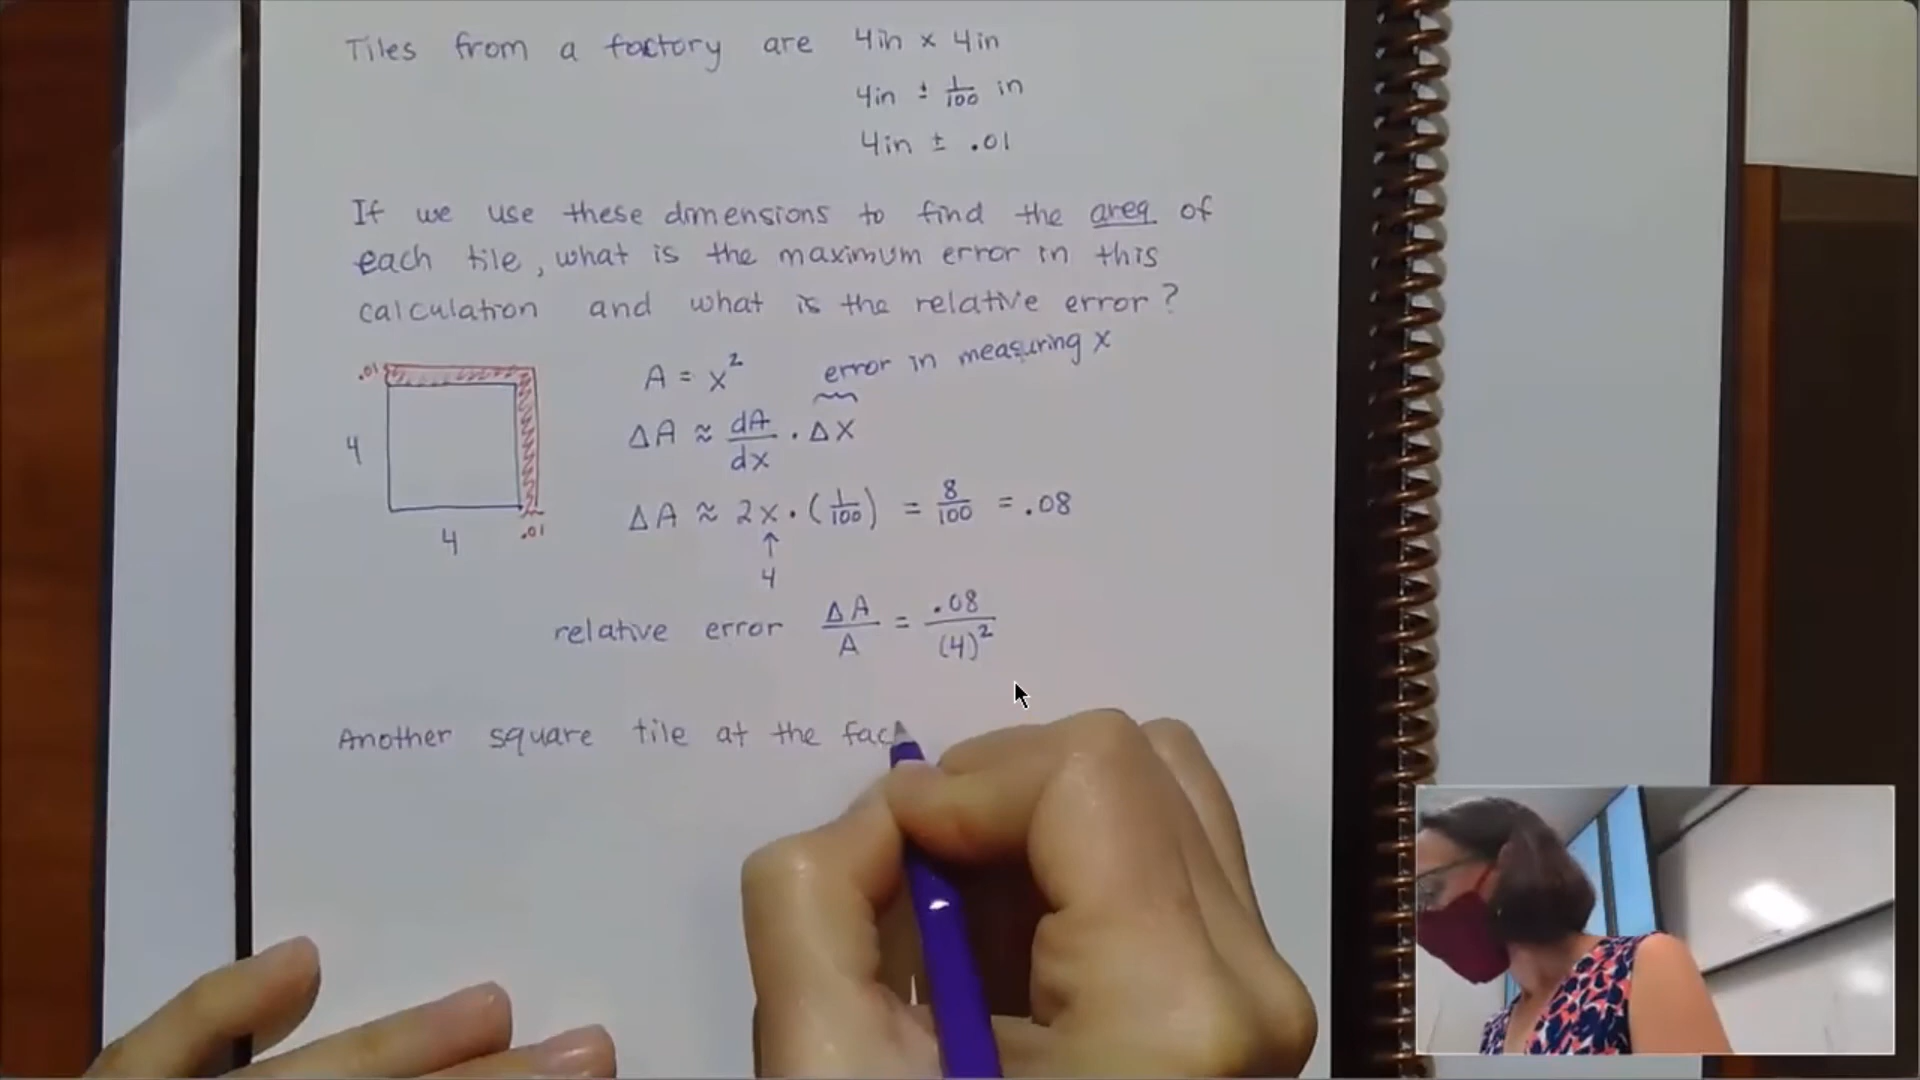 Tiles from a factory are 4in x 4in
4in ± 1/100 in
4in ± .01
If we use these dimensions to find the area of
each tile, what is the maximum error in this
calculation and what is the relative error?
A = x²
error in measuring x
ΔA ≈ dA/dx · Δx
ΔA ≈ 2x · (1/100) = 8/100 = .08
↑
4
.01
4
4
.01
relative error ΔA/A = .08/(4)²
Another square tile at the fac